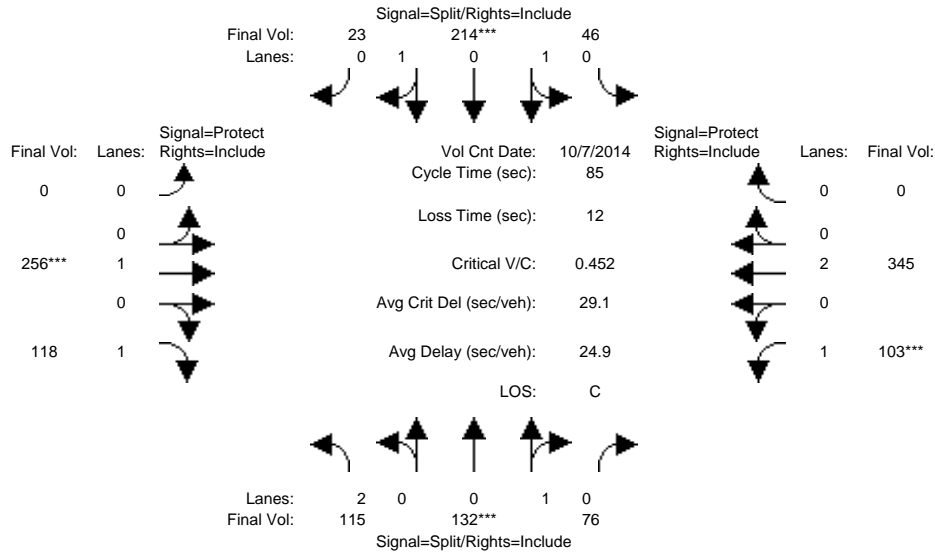 Signal=Split/Rights=Include
Final Vol: 23 214*** 46
Lanes: 0 1 0 1 0
Signal=Protect Signal=Protect
Final Vol: Lanes: Rights=Include Vol Cnt Date: 10/7/2014 Rights=Include Lanes: Final Vol:
Cycle Time (sec): 85
0 0 0 0
Loss Time (sec): 12
0 0
256*** 1 Critical V/C: 0.452 2 345
0 Avg Crit Del (sec/veh): 29.1 0
118 1 Avg Delay (sec/veh): 24.9 1 103***
LOS: C
Lanes: 2 0 0 1 0
Final Vol: 115 132*** 76
Signal=Split/Rights=Include